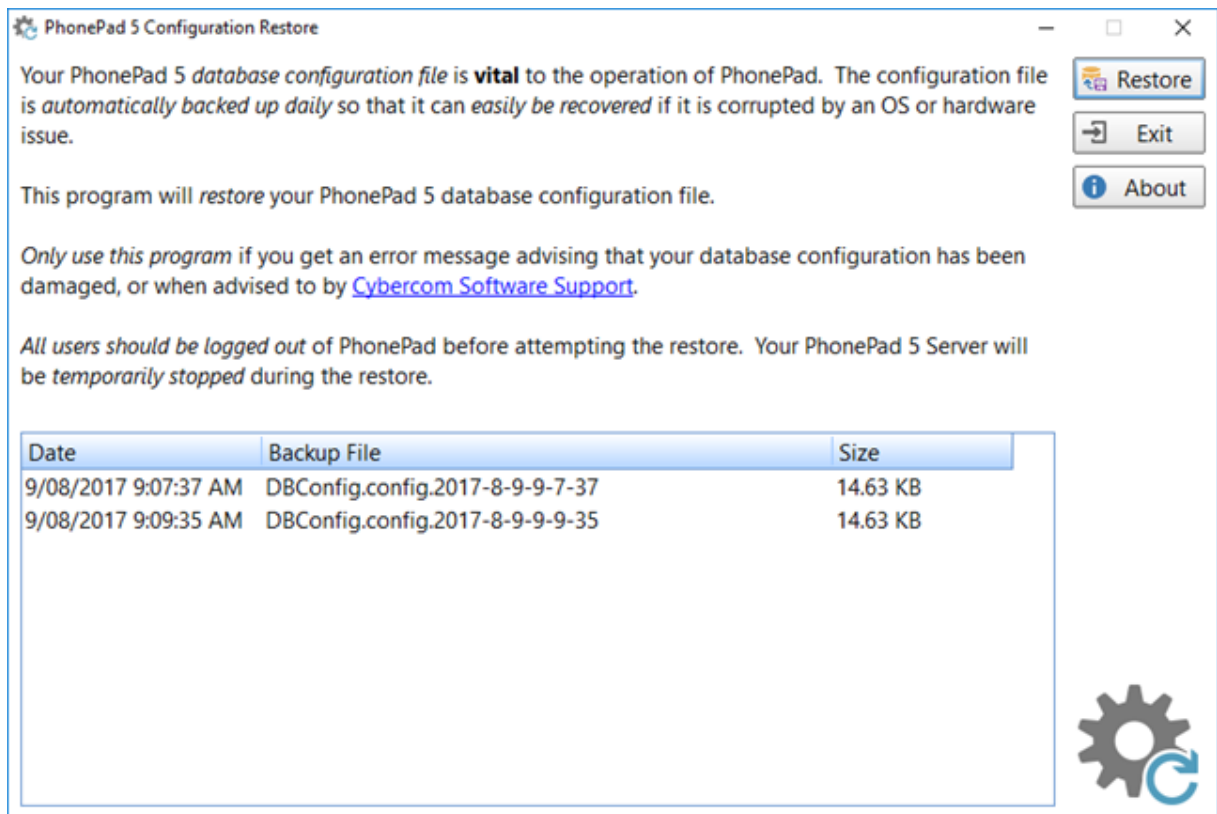 PhonePad 5 Configuration Restore
Your PhonePad 5 database configuration file is vital to the operation of PhonePad. The configuration file
is automatically backed up daily so that it can easily be recovered if it is corrupted by an OS or hardware
issue.
This program will restore your PhonePad 5 database configuration file.
Only use this program if you get an error message advising that your database configuration has been
damaged, or when advised to by Cybercom Software Support.
All users should be logged out of PhonePad before attempting the restore. Your PhonePad 5 Server will
be temporarily stopped during the restore.
Restore
Exit
About
Date Backup File Size
9/08/2017 9:07:37 AM DBConfig.config.2017-8-9-9-7-37 14.63 KB
9/08/2017 9:09:35 AM DBConfig.config.2017-8-9-9-9-35 14.63 KB